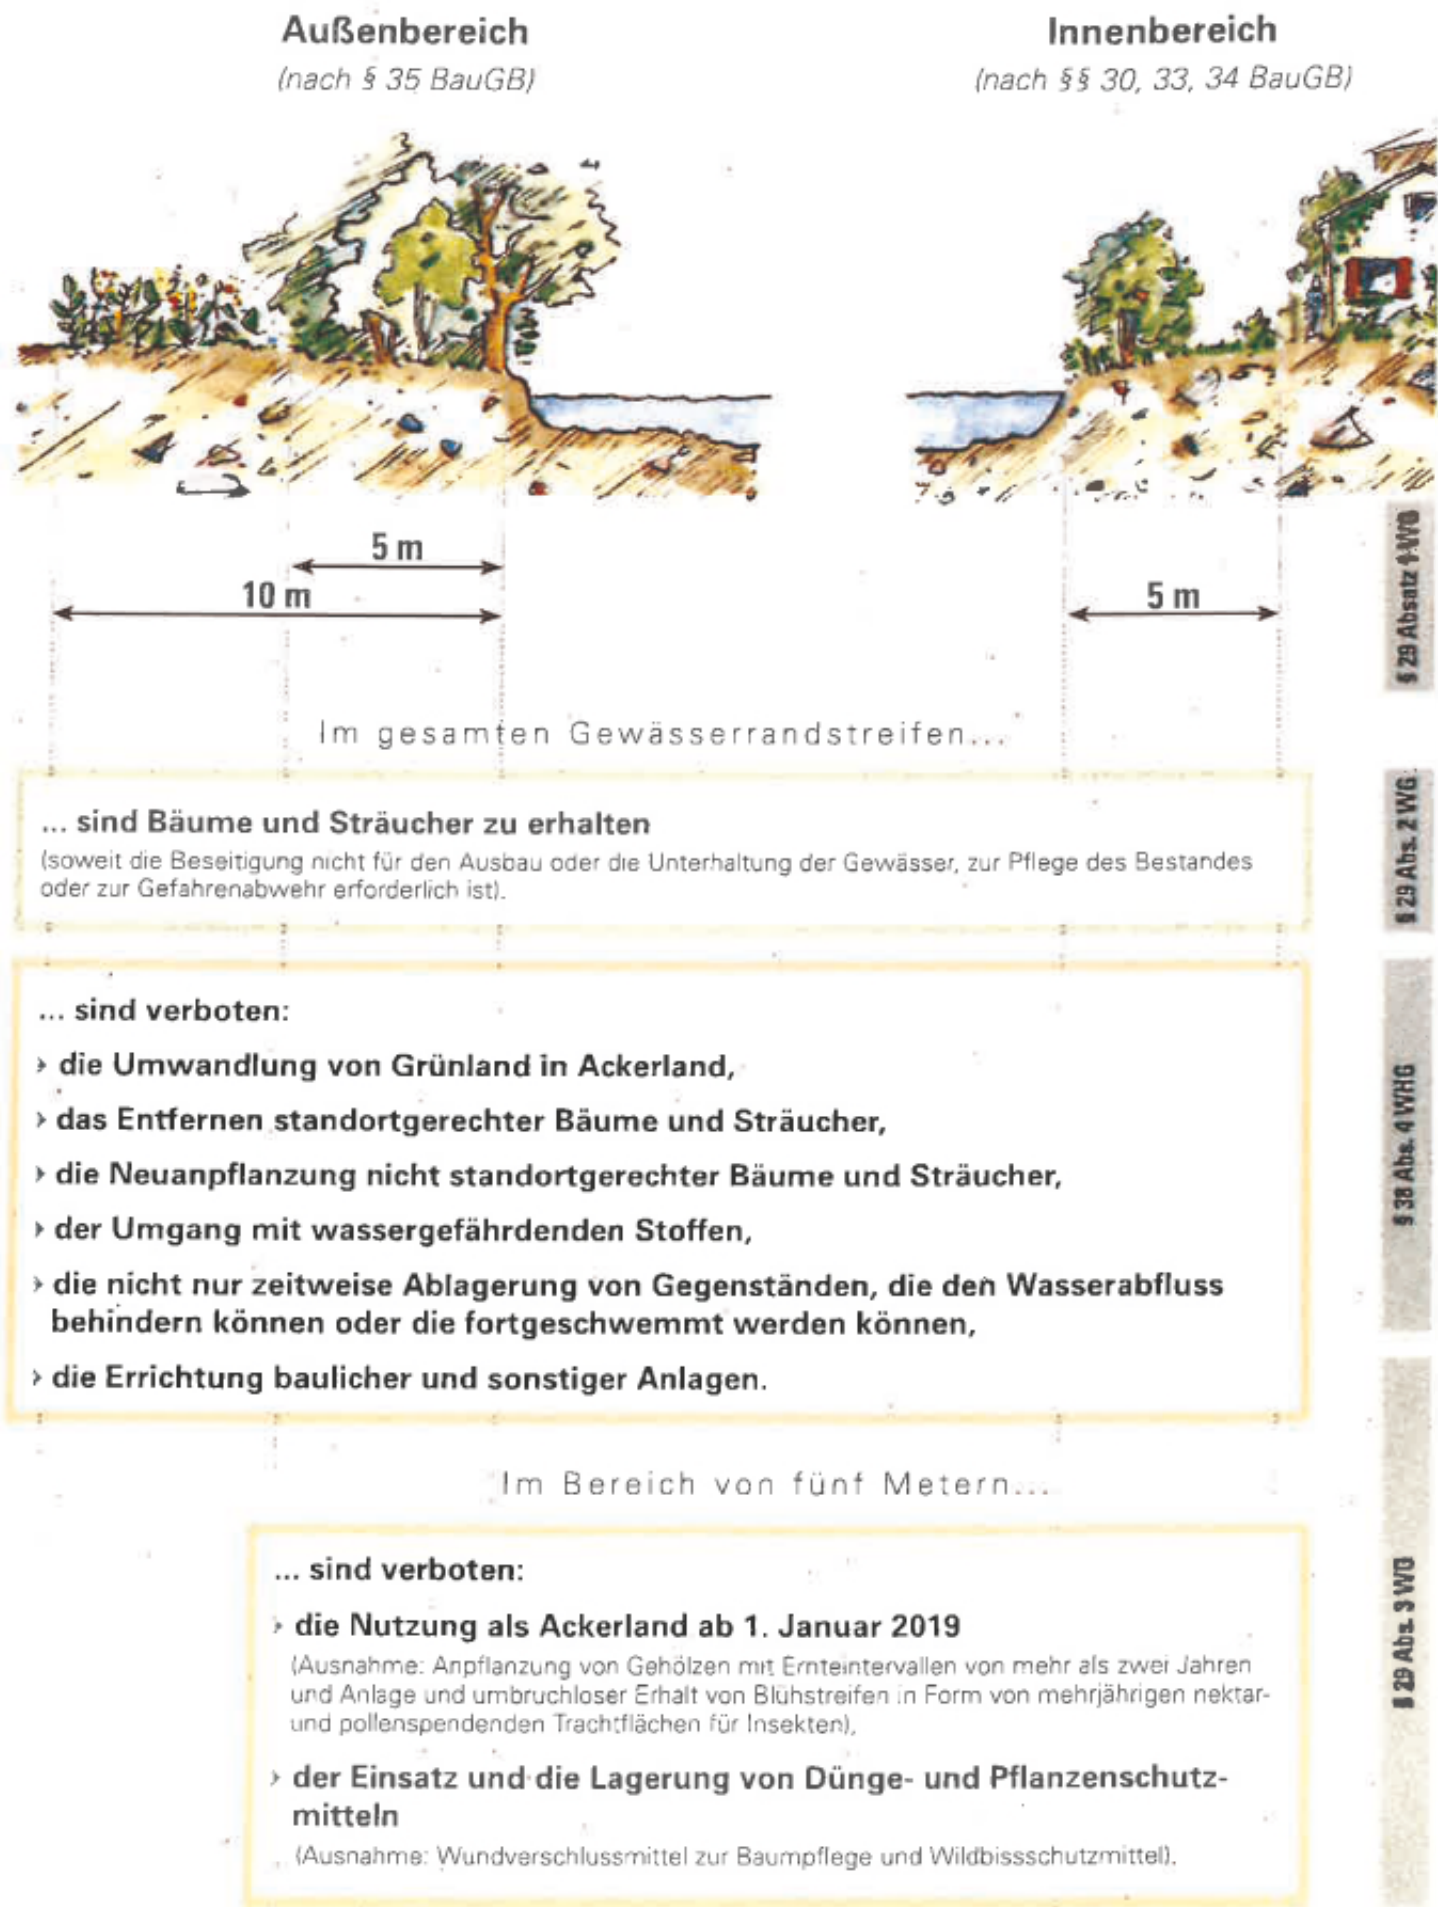 Außenbereich
(nach § 35 BauGB)
Innenbereich
(nach §§ 30, 33, 34 BauGB)
5 m
10 m
5 m
§ 29 Absatz 1 WG
Im gesamten Gewässerrandstreifen...
... sind Bäume und Sträucher zu erhalten
(soweit die Beseitigung nicht für den Ausbau oder die Unterhaltung der Gewässer, zur Pflege des Bestandes
oder zur Gefahrenabwehr erforderlich ist).
§ 29 Abs. 2 WG
... sind verboten:
› die Umwandlung von Grünland in Ackerland,
› das Entfernen standortgerechter Bäume und Sträucher,
› die Neuanpflanzung nicht standortgerechter Bäume und Sträucher,
› der Umgang mit wassergefährdenden Stoffen,
› die nicht nur zeitweise Ablagerung von Gegenständen, die den Wasserabfluss
behindern können oder die fortgeschwemmt werden können,
› die Errichtung baulicher und sonstiger Anlagen.
§ 38 Abs. 4 WHG
Im Bereich von fünf Metern...
... sind verboten:
› die Nutzung als Ackerland ab 1. Januar 2019
(Ausnahme: Anpflanzung von Gehölzen mit Ernteintervallen von mehr als zwei Jahren
und Anlage und umbruchloser Erhalt von Blühstreifen in Form von mehrjährigen nektar-
und pollenspendenden Trachtflächen für Insekten),
› der Einsatz und die Lagerung von Dünge- und Pflanzenschutz-
mitteln
(Ausnahme: Wundverschlussmittel zur Baumpflege und Wildbissschutzmittel).
§ 29 Abs. 3 WG